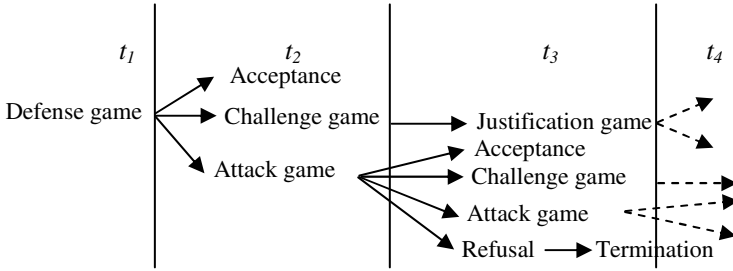 t1 t2 t3 t4
Acceptance
Defense game Challenge game Justification game
Acceptance
Attack game Challenge game
Attack game
Refusal Termination